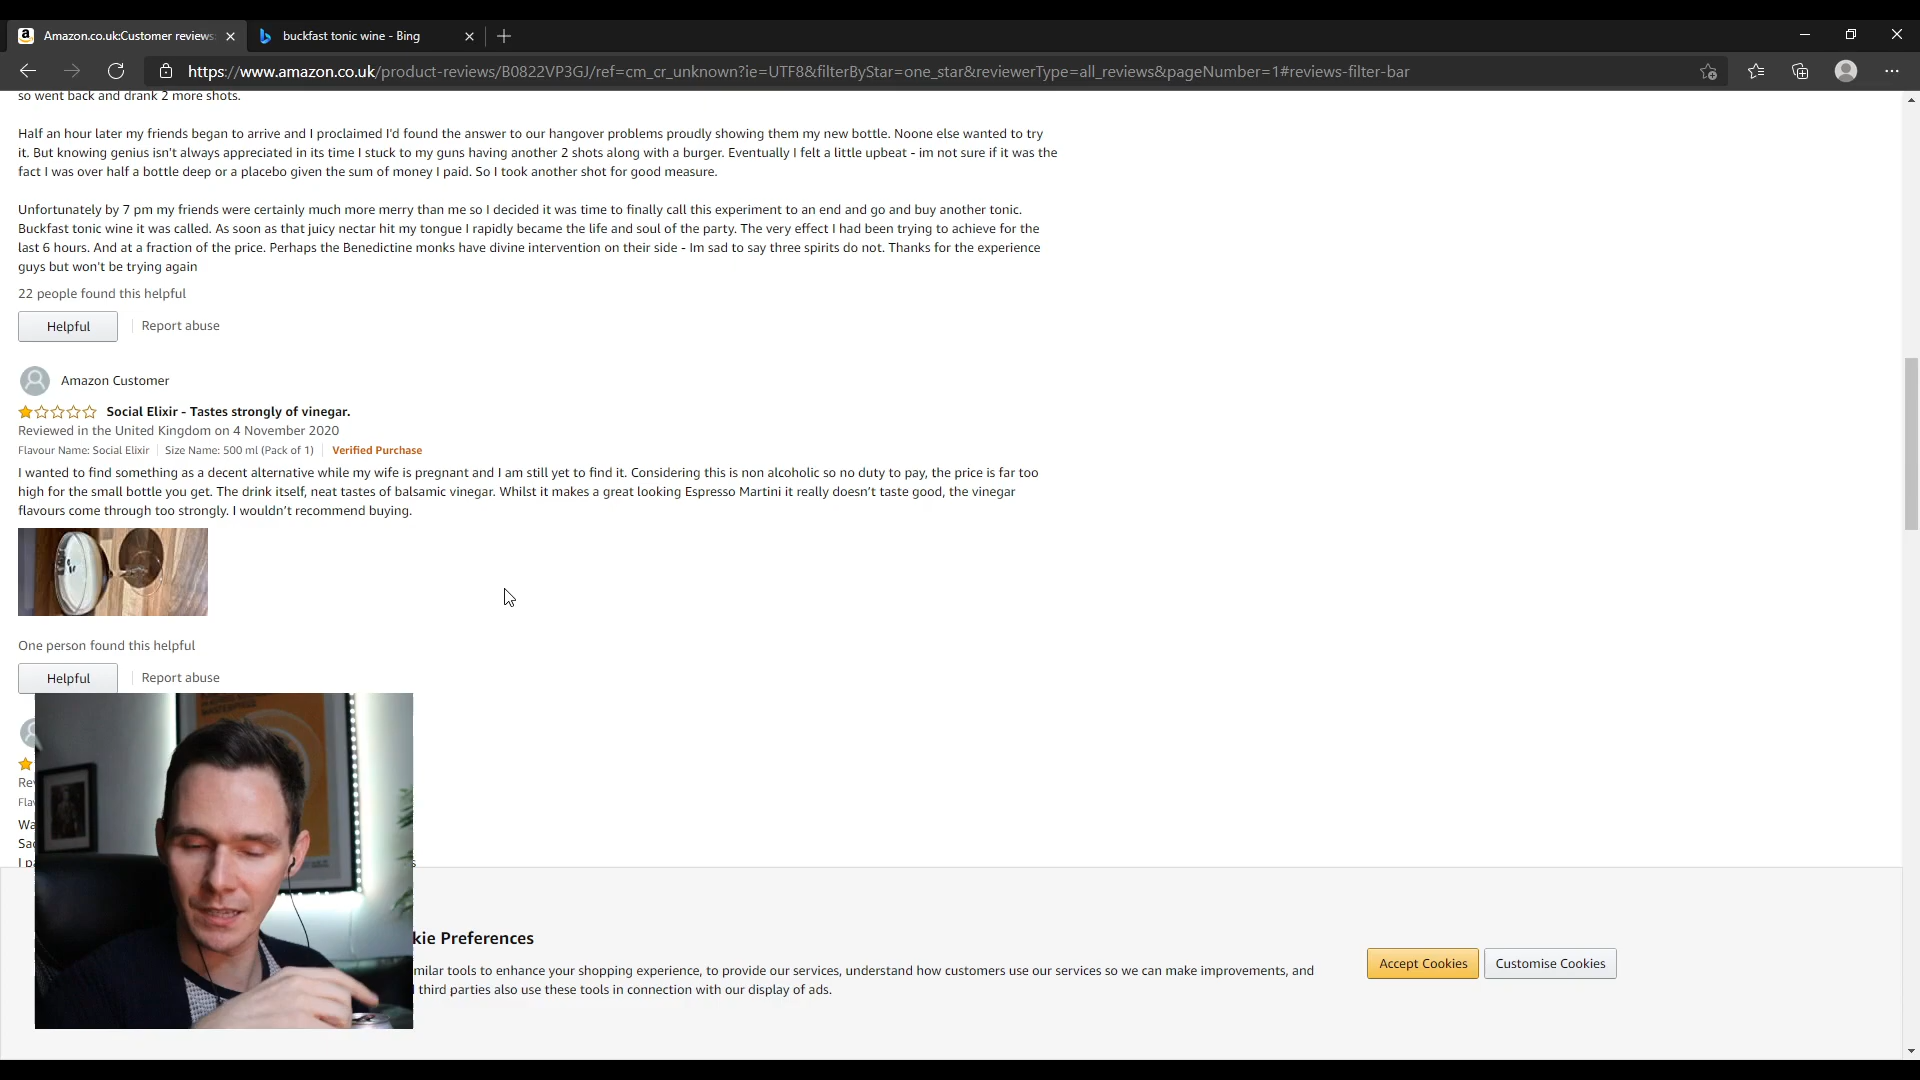 Amazon.co.uk:Customer reviews:
buckfast tonic wine - Bing
https://www.amazon.co.uk/product-reviews/B0822VP3GJ/ref=cm_cr_unknown?ie=UTF8&filterByStar=one_star&reviewerType=all_reviews&pageNumber=1#reviews-filter-bar
so went back and drank 2 more shots.
Half an hour later my friends began to arrive and I proclaimed I'd found the answer to our hangover problems proudly showing them my new bottle. Noone else wanted to try
it. But knowing genius isn't always appreciated in its time I stuck to my guns having another 2 shots along with a burger. Eventually I felt a little upbeat - im not sure if it was the
fact I was over half a bottle deep or a placebo given the sum of money I paid. So I took another shot for good measure.
Unfortunately by 7 pm my friends were certainly much more merry than me so I decided it was time to finally call this experiment to an end and go and buy another tonic.
Buckfast tonic wine it was called. As soon as that juicy nectar hit my tongue I rapidly became the life and soul of the party. The very effect I had been trying to achieve for the
last 6 hours. And at a fraction of the price. Perhaps the Benedictine monks have divine intervention on their side - Im sad to say three spirits do not. Thanks for the experience
guys but won't be trying again
22 people found this helpful
Helpful
Report abuse
Amazon Customer
Social Elixir - Tastes strongly of vinegar.
Reviewed in the United Kingdom on 4 November 2020
Flavour Name: Social Elixir
Size Name: 500 ml (Pack of 1)
Verified Purchase
I wanted to find something as a decent alternative while my wife is pregnant and I am still yet to find it. Considering this is non alcoholic so no duty to pay, the price is far too
high for the small bottle you get. The drink itself, neat tastes of balsamic vinegar. Whilst it makes a great looking Espresso Martini it really doesn't taste good, the vinegar
flavours come through too strongly. I wouldn't recommend buying.
One person found this helpful
Helpful
Report abuse
kie Preferences
milar tools to enhance your shopping experience, to provide our services, understand how customers use our services so we can make improvements, and
third parties also use these tools in connection with our display of ads.
Accept Cookies
Customise Cookies